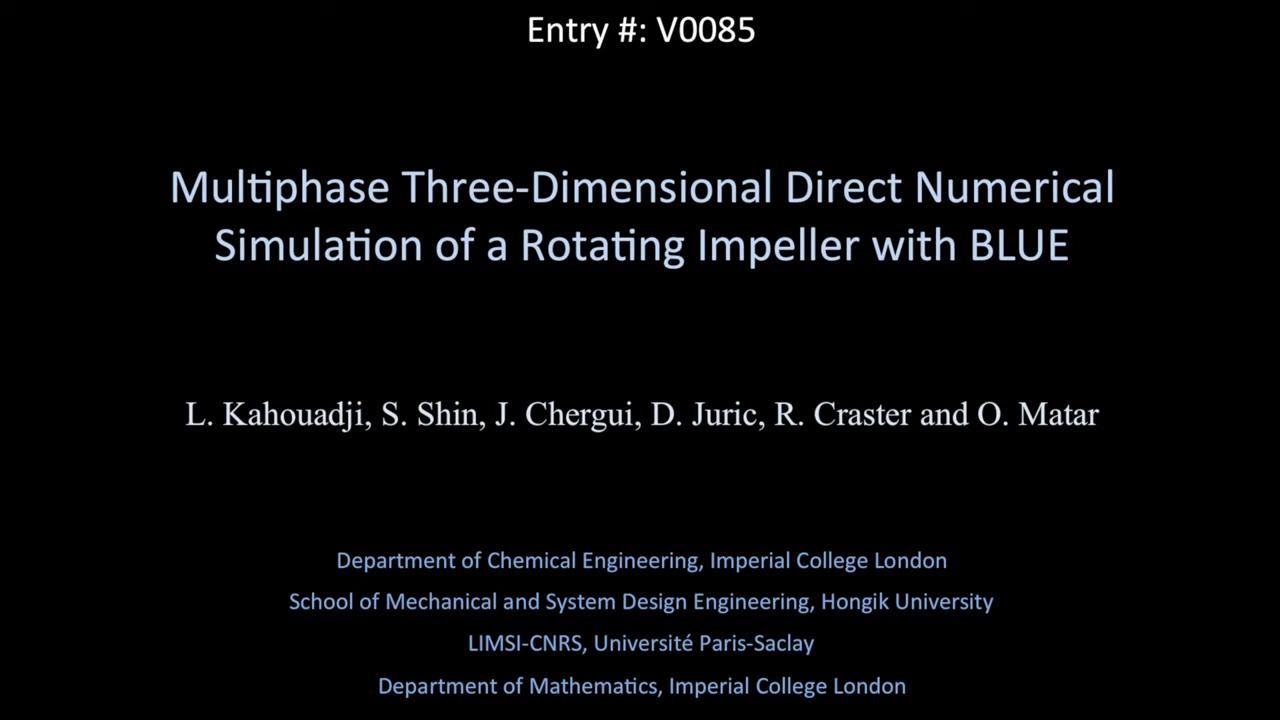 Entry #: V0085
Multiphase Three-Dimensional Direct Numerical
Simulation of a Rotating Impeller with BLUE
L. Kahouadji, S. Shin, J. Chergui, D. Juric, R. Craster and O. Matar
Department of Chemical Engineering, Imperial College London
School of Mechanical and System Design Engineering, Hongik University
LIMSI-CNRS, Université Paris-Saclay
Department of Mathematics, Imperial College London